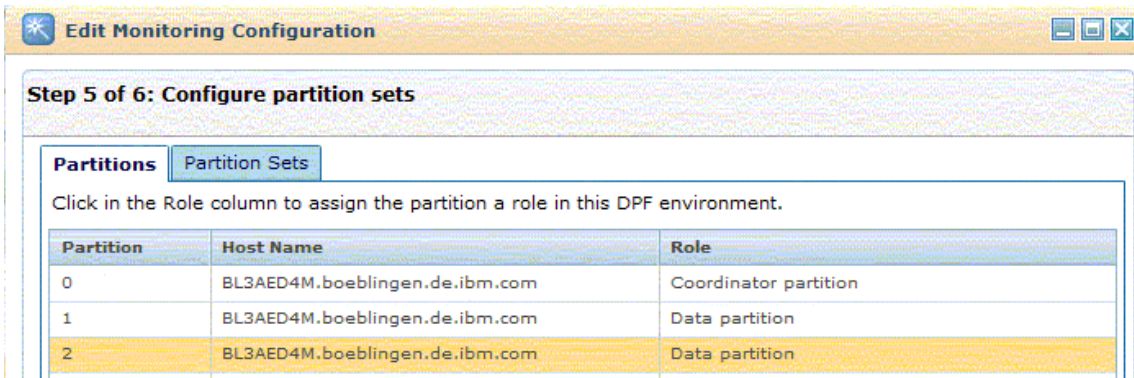 Edit Monitoring Configuration
Step 5 of 6: Configure partition sets
Partitions Partition Sets
Click in the Role column to assign the partition a role in this DPF environment.
Partition Host Name Role
0 BL3AED4M.boeblingen.de.ibm.com Coordinator partition
1 BL3AED4M.boeblingen.de.ibm.com Data partition
2 BL3AED4M.boeblingen.de.ibm.com Data partition